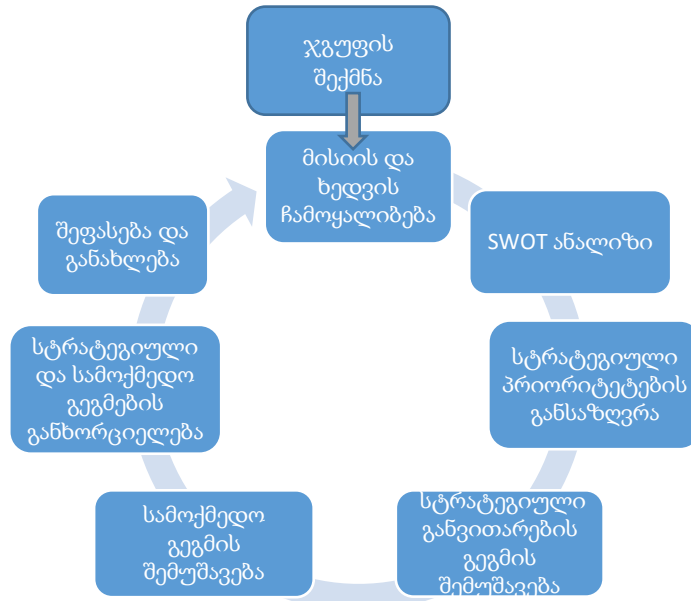 ჯგუფის
შექმნა
მისიის და
ხედვის
ჩამოყალიბება
SWOT ანალიზი
სტრატეგიული
პრიორიტეტების
განსაზღვრა
სტრატეგიული
განვითარების
გეგმის
შემუშავება
სამოქმედო
გეგმის
შემუშავება
სტრატეგიული
და სამოქმედო
გეგმების
განხორციელება
შეფასება და
განახლება